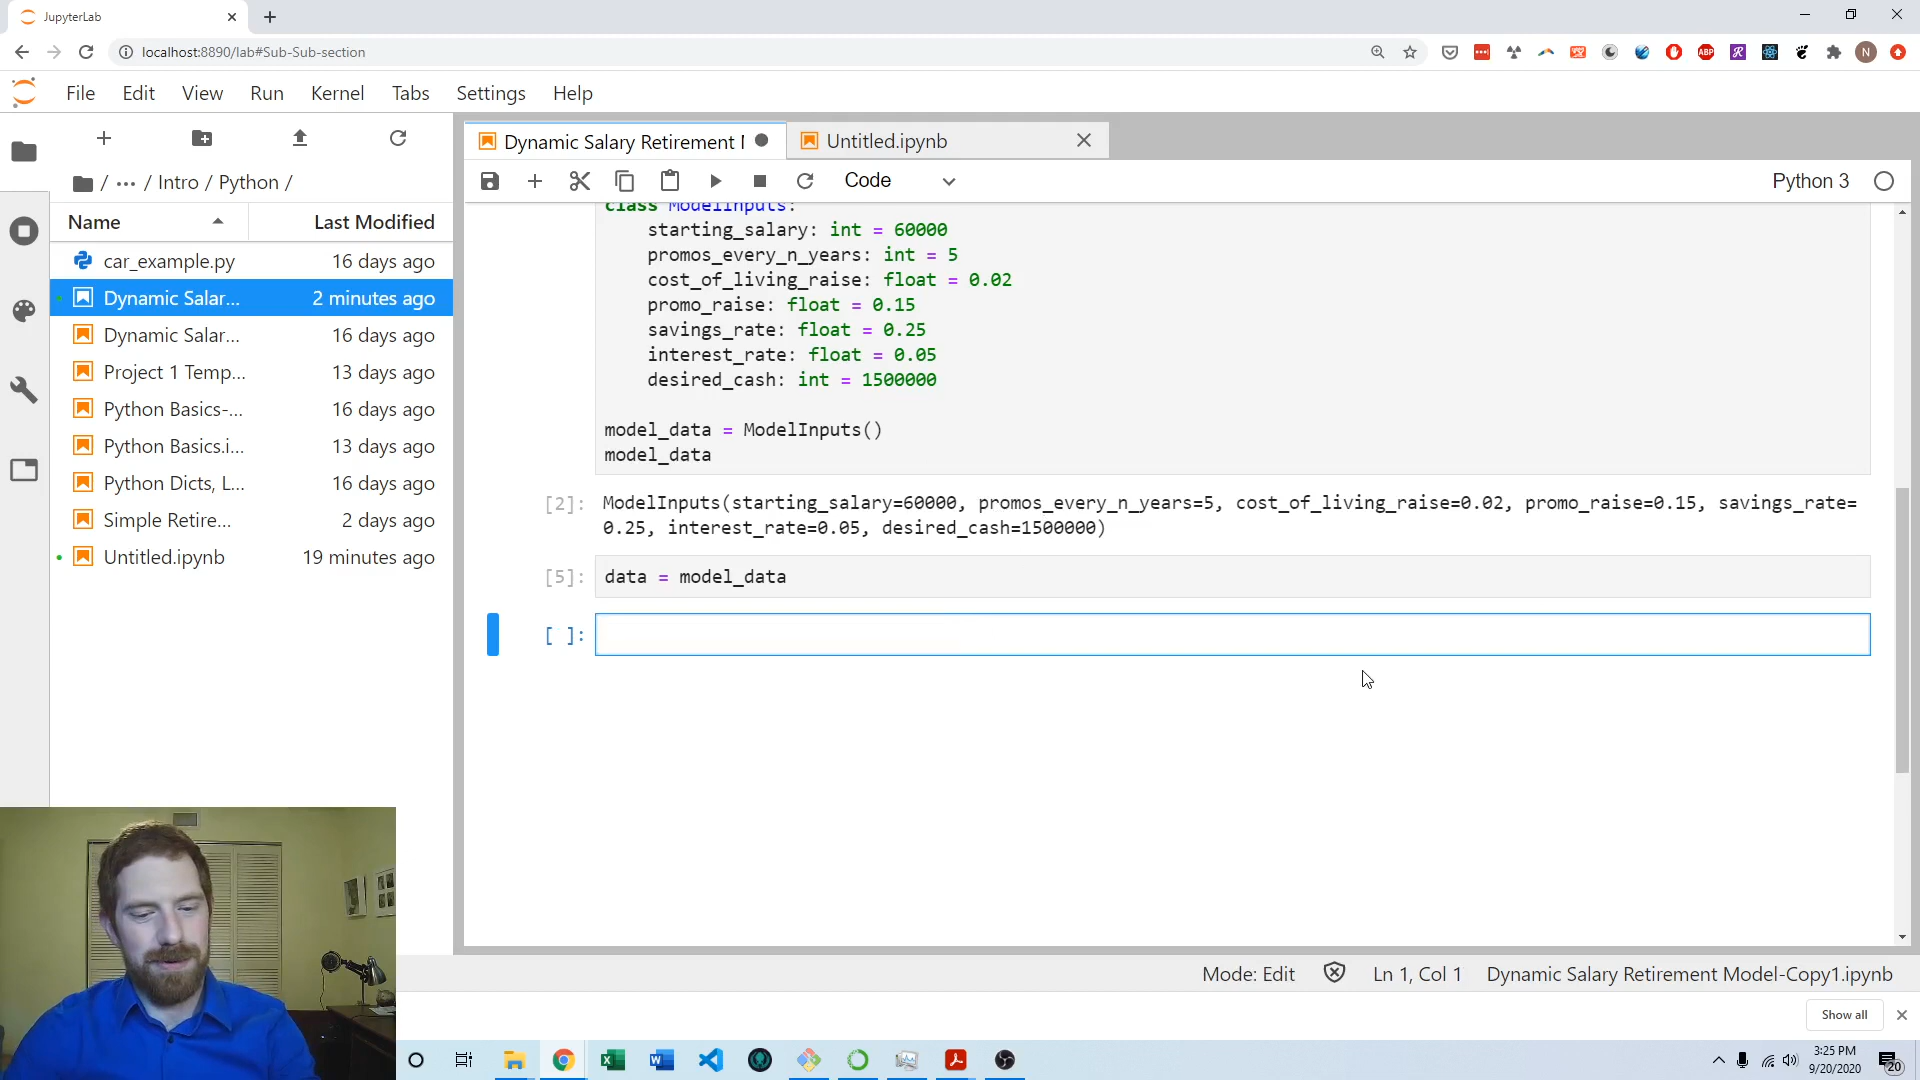 JupyterLab
localhost:8890/lab#Sub-Sub-section
File Edit View Run Kernel Tabs Settings Help
/ ··· / Intro / Python /
Name Last Modified
car_example.py 16 days ago
Dynamic Salar... 2 minutes ago
Dynamic Salar... 16 days ago
Project 1 Temp... 13 days ago
Python Basics-... 16 days ago
Python Basics.i... 13 days ago
Python Dicts, L... 16 days ago
Simple Retire... 2 days ago
Untitled.ipynb 19 minutes ago
Dynamic Salary Retirement Untitled.ipynb
Code Python 3
class ModelInputs:
starting_salary: int = 60000
promos_every_n_years: int = 5
cost_of_living_raise: float = 0.02
promo_raise: float = 0.15
savings_rate: float = 0.25
interest_rate: float = 0.05
desired_cash: int = 1500000
model_data = ModelInputs()
model_data
[2]: ModelInputs(starting_salary=60000, promos_every_n_years=5, cost_of_living_raise=0.02, promo_raise=0.15, savings_rate=
0.25, interest_rate=0.05, desired_cash=1500000)
[5]: data = model_data
[ ]:
Mode: Edit Ln 1, Col 1 Dynamic Salary Retirement Model-Copy1.ipynb
Show all
3:25 PM
9/20/2020
20
N
ABP